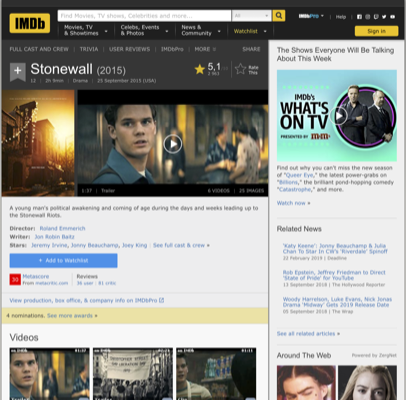 IMDb
Find Movies, TV shows, Celebrities and more...
All
IMDbPro
Help
Movies, TV
& Showtimes
Celebs, Events
& Photos
News &
Community
Watchlist
Sign in
FULL CAST AND CREW | TRIVIA | USER REVIEWS | IMDbPro | MORE
SHARE
Stonewall (2015)
5,1
Rate
This
12 | 2h 9min | Drama | 25 September 2015 (USA)
1:37 | Trailer
6 VIDEOS | 25 IMAGES
A young man's political awakening and coming of age during the days and weeks leading up to
the Stonewall Riots.
Director: Roland Emmerich
Writer: Jon Robin Baitz
Stars: Jeremy Irvine, Jonny Beauchamp, Joey King | See full cast & crew »
+ Add to Watchlist
30
Metascore
From metacritic.com
Reviews
36 user | 81 critic
View production, box office, & company info on IMDbPro
4 nominations. See more awards »
Videos
The Shows Everyone Will Be Talking
About This Week
IMDb's
WHAT'S
ON TV
PRESENTED BY m&m's
Find out why you can't miss the new season
of "Queer Eye," the latest power-grabs on
"Billions," the brilliant pond-hopping comedy
"Catastrophe," and more.
Watch now »
Related News
'Katy Keene': Jonny Beauchamp & Julia
Chan To Star In CW's 'Riverdale' Spinoff
22 February 2019 | Deadline
Rob Epstein, Jeffrey Friedman to Direct
'State of Pride' for YouTube
13 September 2018 | The Hollywood Reporter
Woody Harrelson, Luke Evans, Nick Jonas
Drama 'Midway' Gets 2019 Release Date
05 September 2018 | The Wrap
See all related articles »
Around The Web
Powered by ZergNet